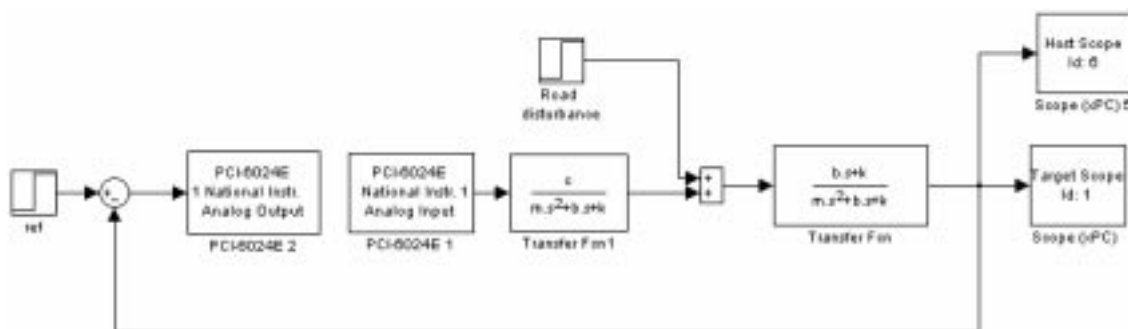 Host Scope
Id: 6
Scope (xPC) 5
Road
disturbance
+
+
ref
+
-
PCI-6024E
1 National Instr.
Analog Output
PCI-6024E 2
PCI-6024E
National Instr. 1
Analog Input
PCI-6024E 1
m.s²+b.s+k
Transfer Fcn1
b.s+k
m.s²+b.s+k
Transfer Fcn
Target Scope
Id: 1
Scope (xPC)